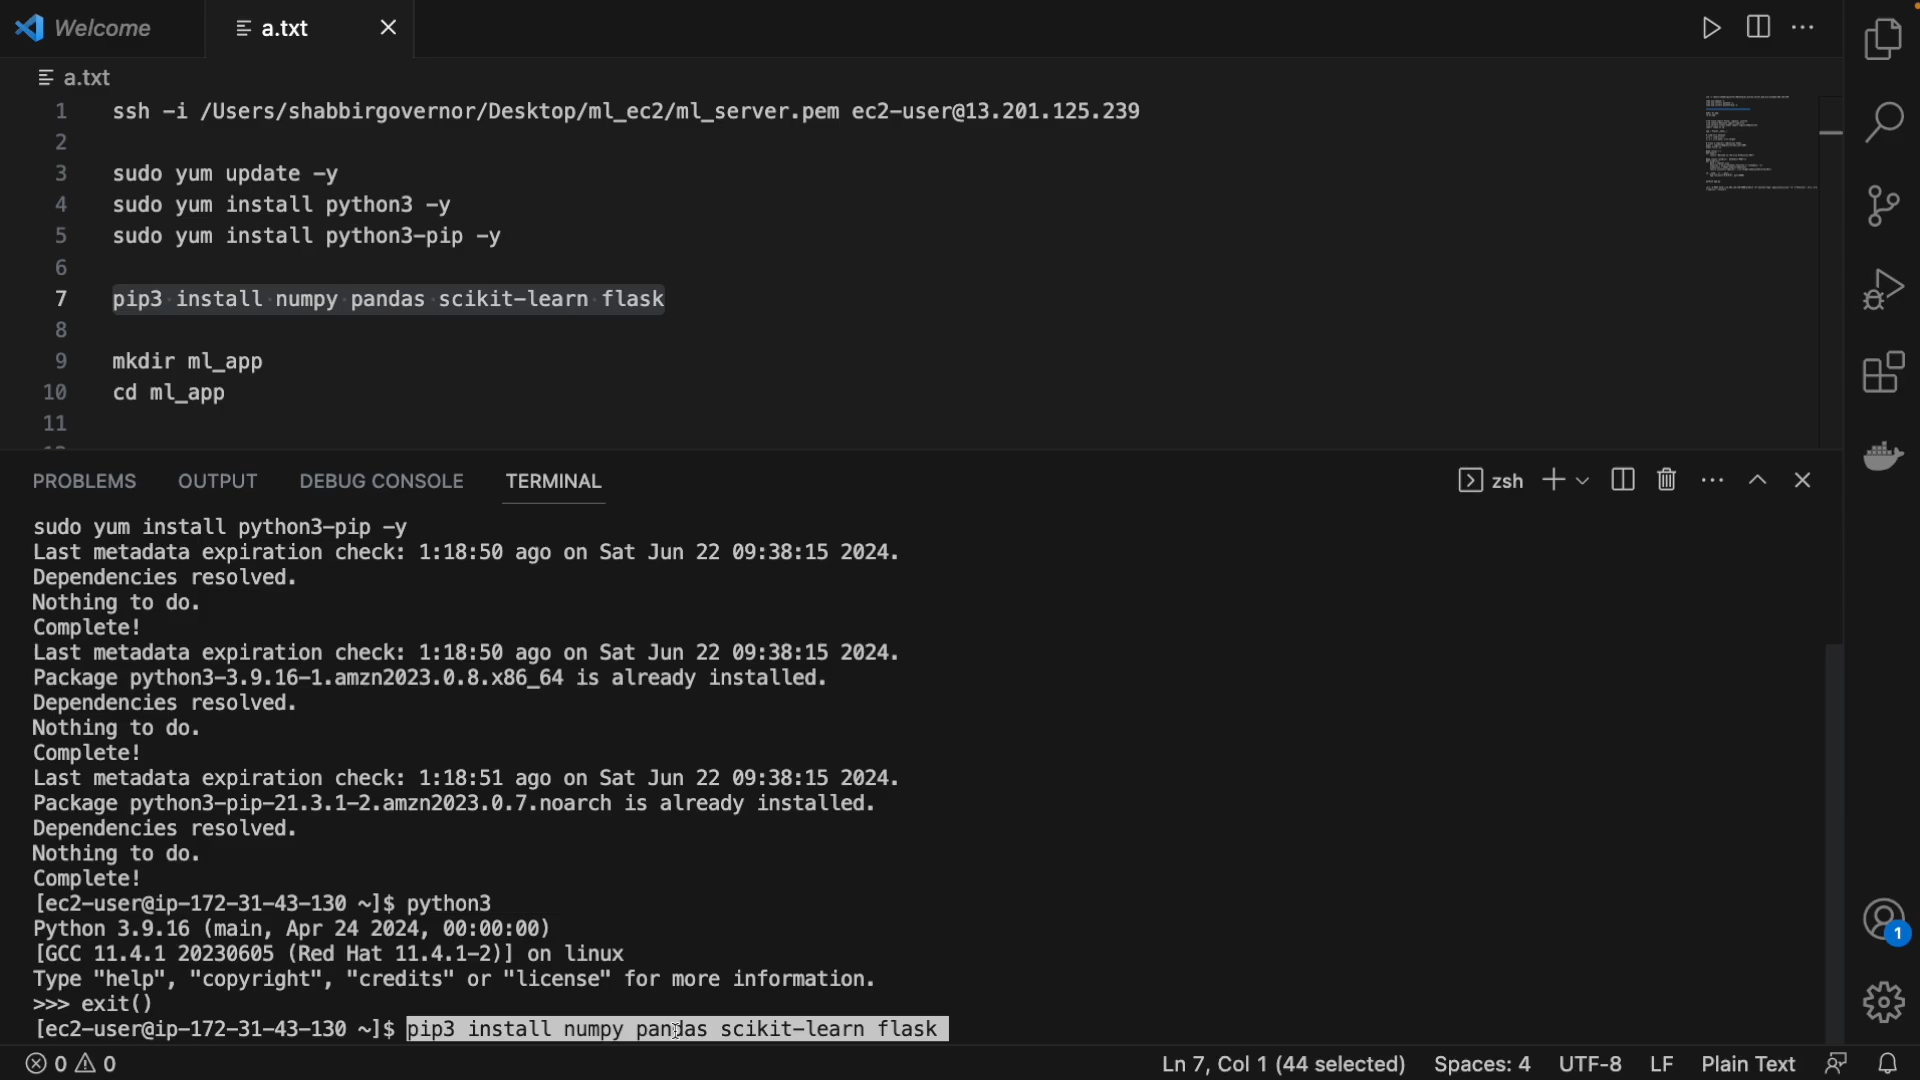 Welcome
a.txt
a.txt
1 ssh -i /Users/shabbirgovernor/Desktop/ml_ec2/ml_server.pem ec2-user@13.201.125.239
2
3 sudo yum update -y
4 sudo yum install python3 -y
5 sudo yum install python3-pip -y
6
7 pip3 install numpy pandas scikit-learn flask
8
9 mkdir ml_app
10 cd ml_app
11
PROBLEMS OUTPUT DEBUG CONSOLE TERMINAL
zsh
sudo yum install python3-pip -y
Last metadata expiration check: 1:18:50 ago on Sat Jun 22 09:38:15 2024.
Dependencies resolved.
Nothing to do.
Complete!
Last metadata expiration check: 1:18:50 ago on Sat Jun 22 09:38:15 2024.
Package python3-3.9.16-1.amzn2023.0.8.x86_64 is already installed.
Dependencies resolved.
Nothing to do.
Complete!
Last metadata expiration check: 1:18:51 ago on Sat Jun 22 09:38:15 2024.
Package python3-pip-21.3.1-2.amzn2023.0.7.noarch is already installed.
Dependencies resolved.
Nothing to do.
Complete!
[ec2-user@ip-172-31-43-130 ~]$ python3
Python 3.9.16 (main, Apr 24 2024, 00:00:00)
[GCC 11.4.1 20230605 (Red Hat 11.4.1-2)] on linux
Type "help", "copyright", "credits" or "license" for more information.
>>> exit()
[ec2-user@ip-172-31-43-130 ~]$ pip3 install numpy pandas scikit-learn flask
1
0 0 Ln 7, Col 1 (44 selected) Spaces: 4 UTF-8 LF Plain Text